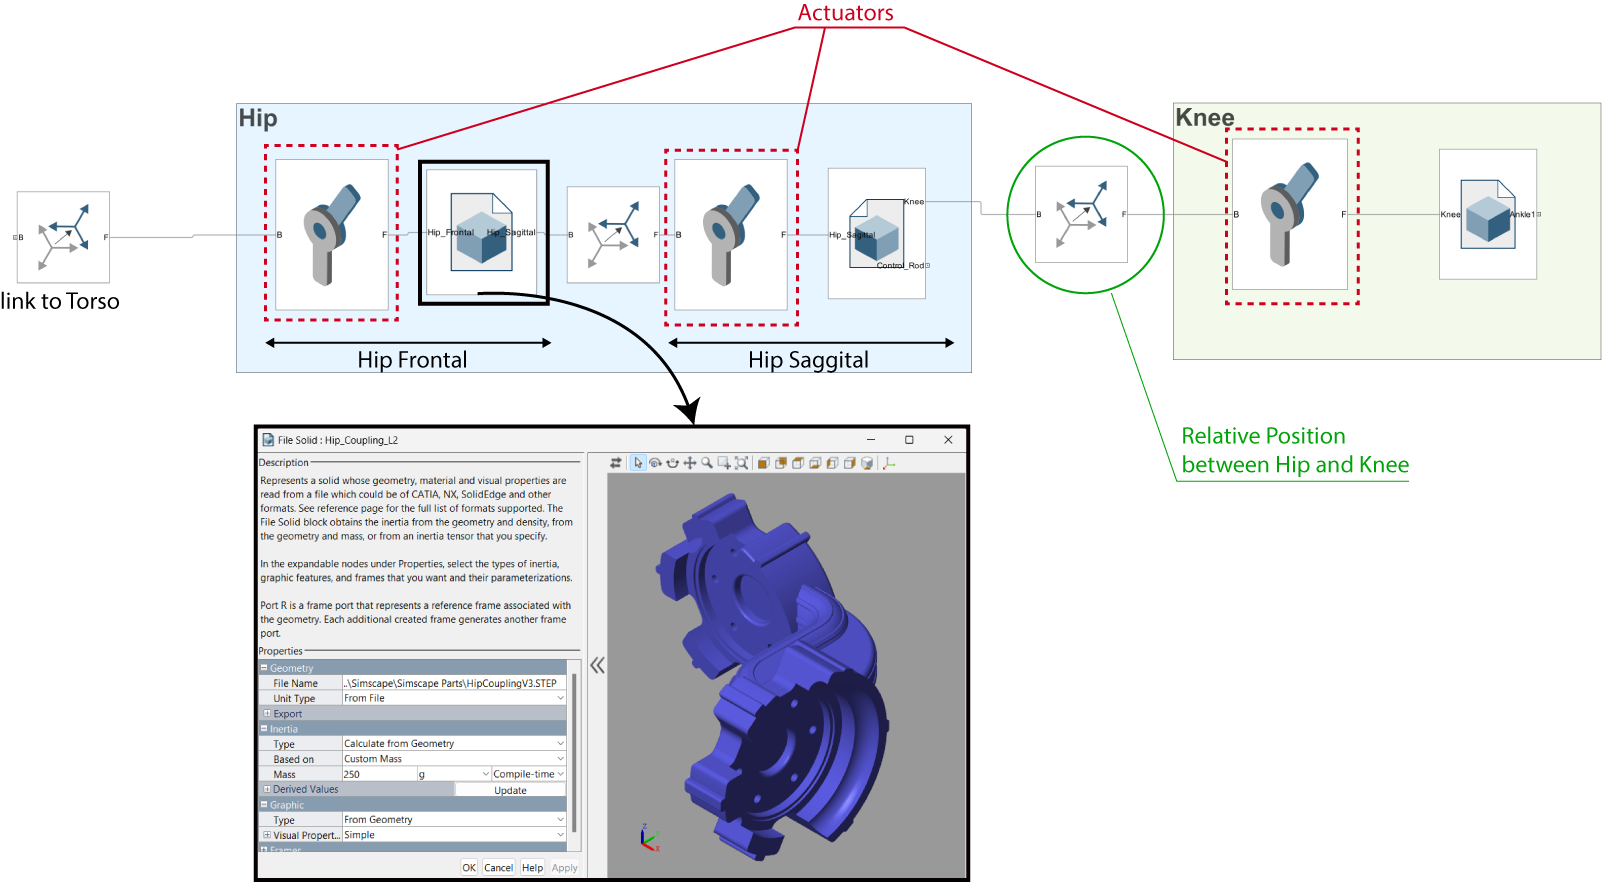 Actuators
Hip
Knee
B
F
link to Torso
B
F
Hip_Frontal
Hip_Sagittal
B
F
B
F
Knee
Hip_Sagittal
Control_Rod
B
F
B
F
Knee
Ankle1
Hip Frontal
Hip Saggital
Relative Position
between Hip and Knee
File Solid : Hip_Coupling_L2
Description
Represents a solid whose geometry, material and visual properties are
read from a file which could be of CATIA, NX, SolidEdge and other
formats. See reference page for the full list of formats supported. The
File Solid block obtains the inertia from the geometry and density, from
the geometry and mass, or from an inertia tensor that you specify.
In the expandable nodes under Properties, select the types of inertia,
graphic features, and frames that you want and their parameterizations.
Port R is a frame port that represents a reference frame associated with
the geometry. Each additional created frame generates another frame
port.
Properties
Geometry
File Name ..\Simscape\Simscape Parts\HipCouplingV3.STEP
Unit Type From File
Export
Inertia
Type Calculate from Geometry
Based on Custom Mass
Mass 250 g Compile-time
Derived Values Update
Graphic
Type From Geometry
Visual Propert... Simple
Frames
OK Cancel Help Apply
Z
Y
X